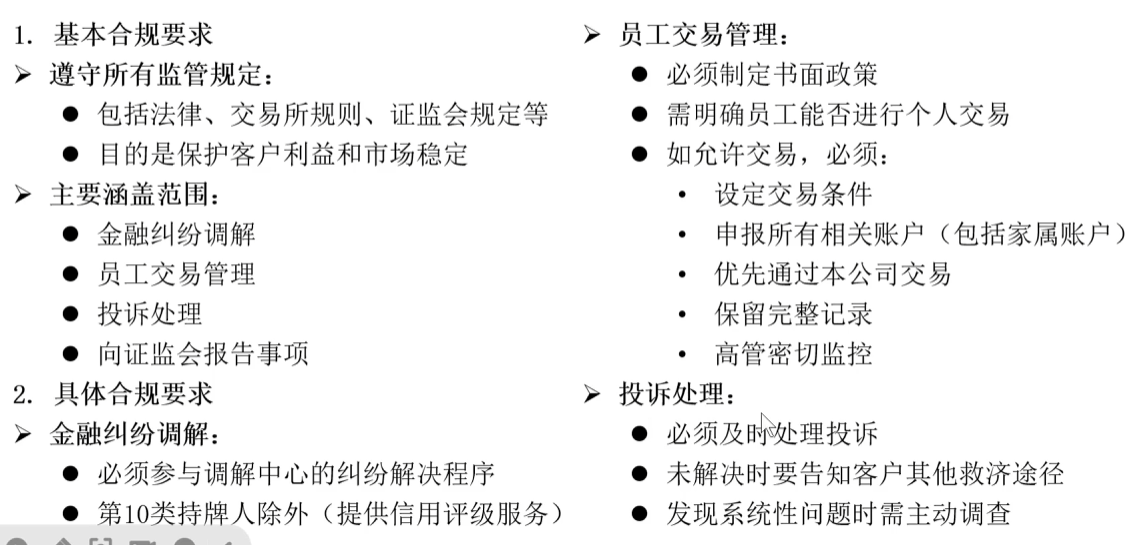 1. 基本合规要求
➢ 遵守所有监管规定：
● 包括法律、交易所规则、证监会规定等
● 目的是保护客户利益和市场稳定
➢ 主要涵盖范围：
● 金融纠纷调解
● 员工交易管理
● 投诉处理
● 向证监会报告事项
2. 具体合规要求
➢ 金融纠纷调解：
● 必须参与调解中心的纠纷解决程序
● 第10类持牌人除外（提供信用评级服务）
➢ 员工交易管理：
● 必须制定书面政策
● 需明确员工能否进行个人交易
● 如允许交易，必须：
• 设定交易条件
• 申报所有相关账户（包括家属账户）
• 优先通过本公司交易
• 保留完整记录
• 高管密切监控
➢ 投诉处理：
● 必须及时处理投诉
● 未解决时要告知客户其他救济途径
● 发现系统性问题时需主动调查